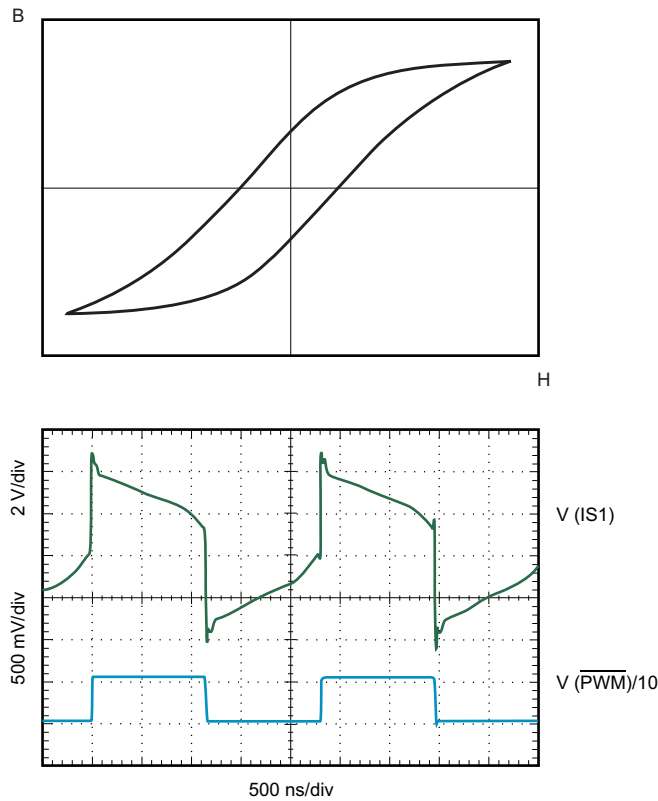 B
H
2 V/div
500 mV/div
V (IS1)
V (PWM)/10
500 ns/div